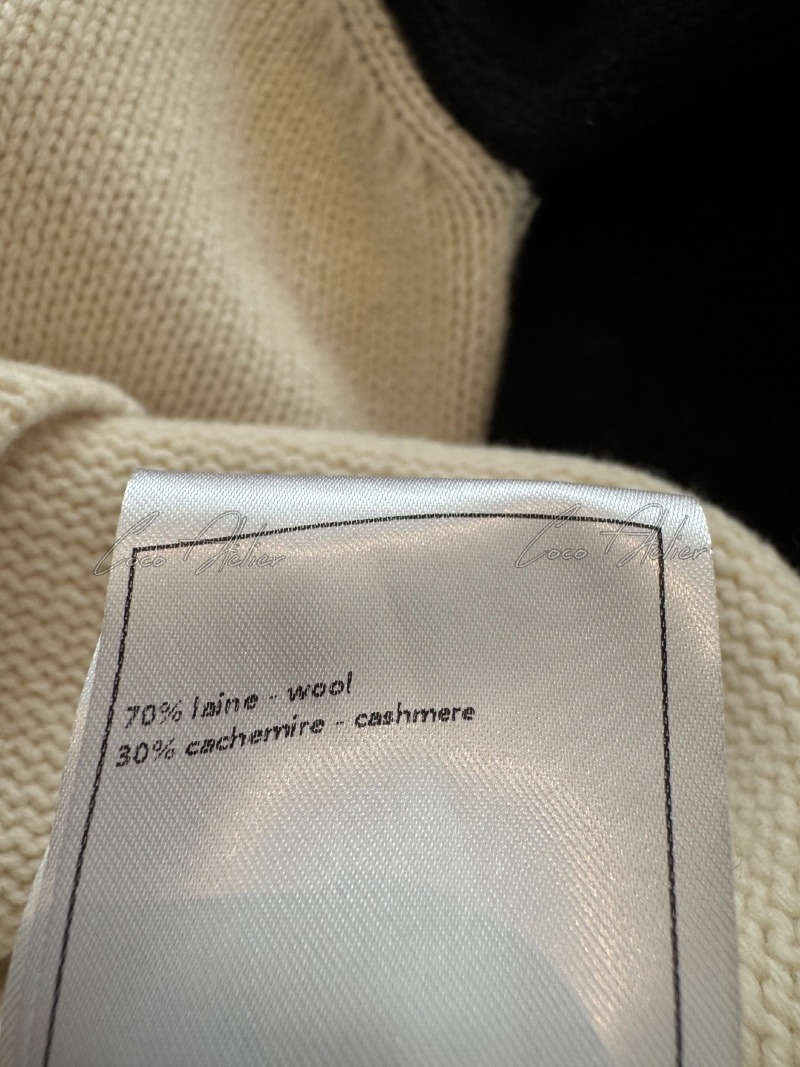 Coco Atelier Coco Atelier
70% laine - wool
30% cachemire - cashmere